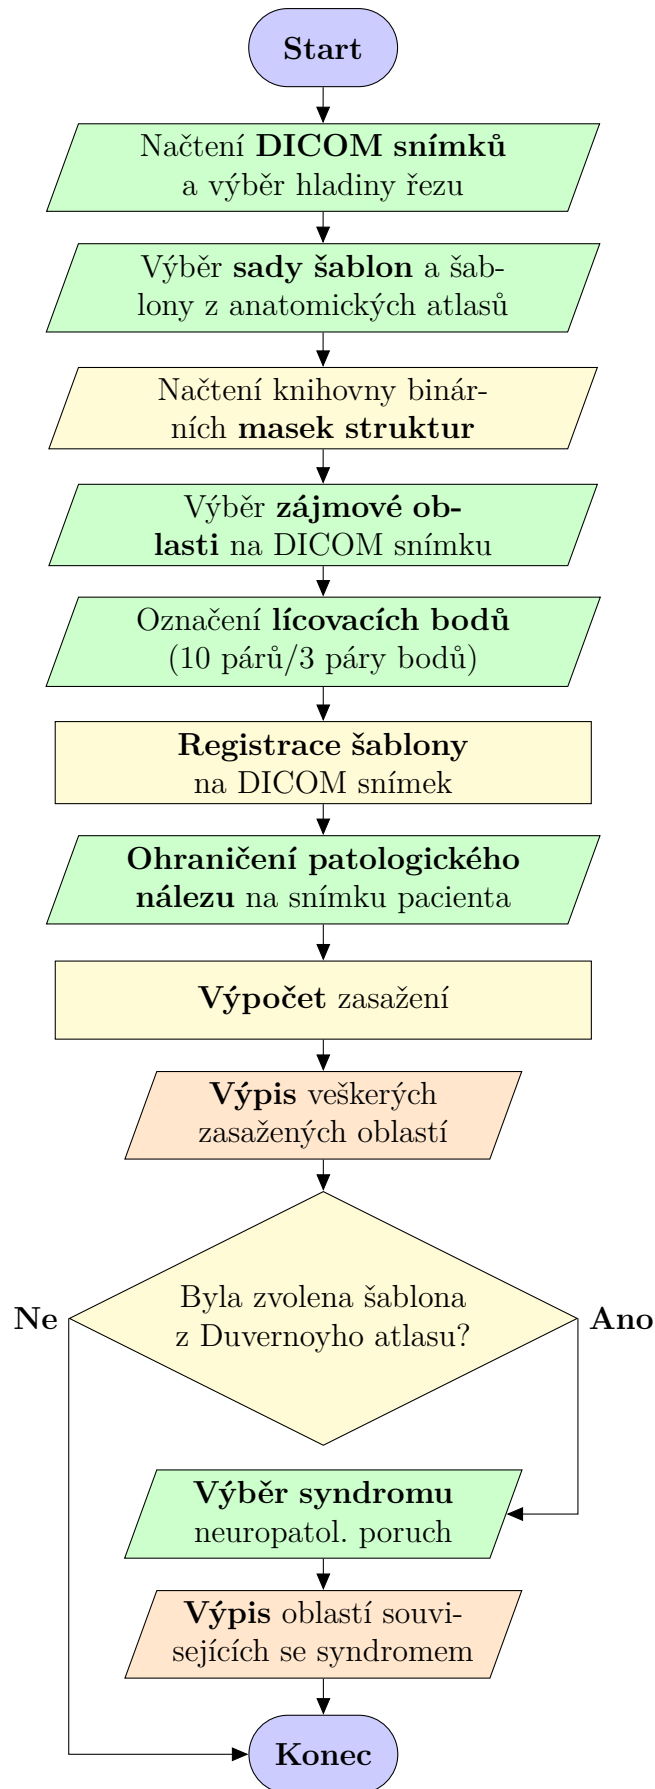 Start
Načtení DICOM snímků
a výběr hladiny řezu
Výběr sady šablon a šab-
lony z anatomických atlasů
Načtení knihovny binár-
ních masek struktur
Výběr zájmové ob-
lasti na DICOM snímku
Označení lícovacích bodů
(10 párů/3 páry bodů)
Registrace šablony
na DICOM snímek
Ohraničení patologického
nálezu na snímku pacienta
Výpočet zasažení
Výpis veškerých
zasažených oblastí
Byla zvolena šablona
z Duvernoyho atlasu?
Ne
Ano
Výběr syndromu
neuropatol. poruch
Výpis oblastí souvi-
sejících se syndromem
Konec